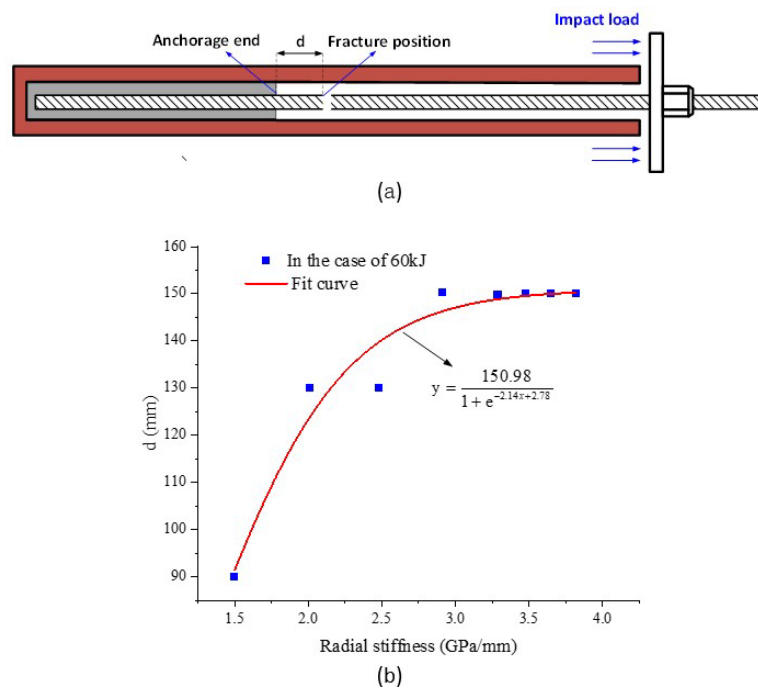 Impact load
Anchorage end
d
Fracture position
(a)
160
150
140
130
120
110
100
90
d (mm)
In the case of 60kJ
Fit curve
y = 150.98 / (1 + e^{-2.14x+2.78})
1.5 2.0 2.5 3.0 3.5 4.0
Radial stiffness (GPa/mm)
(b)